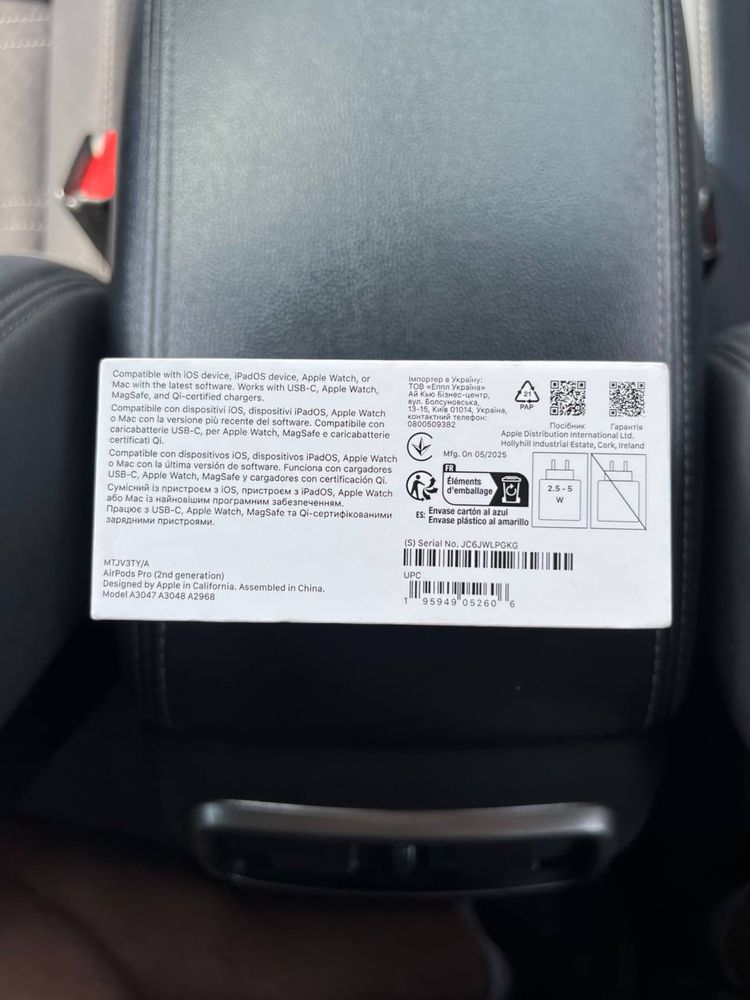 Compatible with iOS device, iPadOS device, Apple Watch, or
Mac with the latest software. Works with USB-C, Apple Watch,
MagSafe, and Qi-certified chargers.
Compatibile con dispositivi iOS, dispositivi iPadOS, Apple Watch
o Mac con la versione più recente del software. Compatibile con
caricabatterie USB-C, per Apple Watch, MagSafe e caricabatterie
certificati Qi.
Compatible con dispositivos iOS, dispositivos iPadOS, Apple Watch
o Mac con la última versión de software. Funciona con cargadores
USB-C, Apple Watch, MagSafe y cargadores con certificación Qi.
Сумісний із пристроєм з iOS, пристроєм з iPadOS, Apple Watch
або Mac із найновішим програмним забезпеченням.
Працює з USB-C, Apple Watch, MagSafe та Qi-сертифікованими
зарядними пристроями.
MTJV3TY/A
AirPods Pro (2nd generation)
Designed by Apple in California. Assembled in China.
Model A3047 A3048 A2968
Імпортер в Україну:
ТОВ «Еппл Україна»
Ай Кью Бізнес-центр,
вул. Болсуновська,
13-15, Київ 01014, Україна,
контактний телефон:
0800509382
21
PAP
Посібник
Гарантія
Apple Distribution International Ltd.
Hollyhill Industrial Estate, Cork, Ireland
Mfg. On 05/2025
FR
Éléments
d'emballage
ES: Envase cartón al azul
Envase plástico al amarillo
2.5 - 5
W
(S) Serial No. JC6JWLPGKG
UPC
1 95949 05260 6